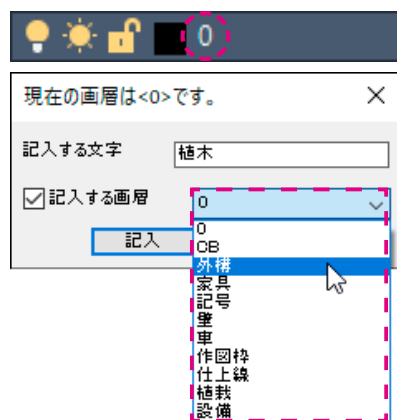 0
現在の画層は<0>です。
記入する文字 植木
記入する画層 0
記入
0
CB
外構
家具
記号
壁
車
作図枠
仕上線
植栽
設備